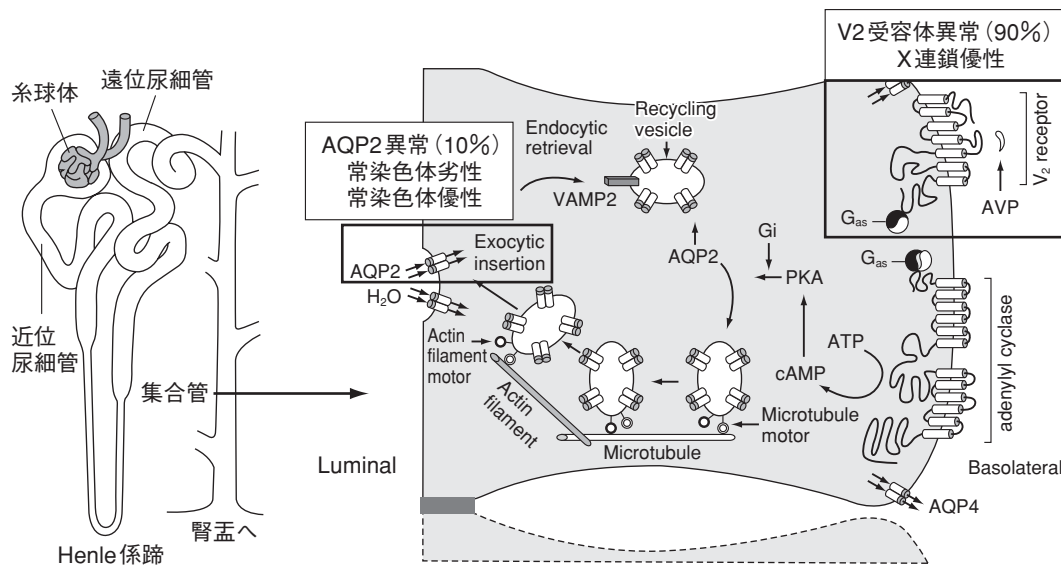 糸球体
遠位尿細管
近位
尿細管
集合管
腎盂へ
Henle係蹄
AQP2異常(10%)
常染色体劣性
常染色体優性
Endocytic
retrieval
Recycling
vesicle
VAMP2
AQP2
Exocytic
insertion
H₂O
AQP2
Gi
PKA
ATP
cAMP
Actin
filament
motor
Actin
filament
Microtubule
motor
Microtubule
Luminal
V2受容体異常(90%)
X連鎖優性
V₂ receptor
AVP
Gas
Gas
adenylyl cyclase
Basolateral
AQP4